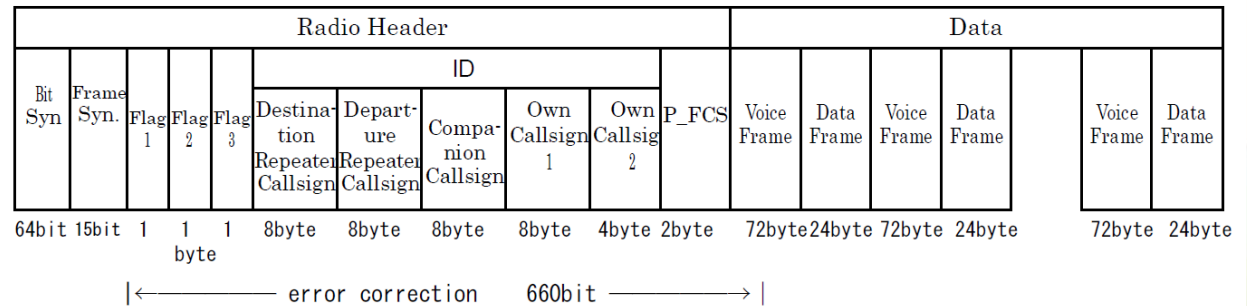 Radio Header Data
ID
Bit
Syn
Frame
Syn.
Flag
1
Flag
2
Flag
3
Destina-
tion
Repeater
Callsign
Depart-
ure
Repeater
Callsign
Compa-
nion
Callsign
Own
Callsign
1
Own
Callsig
2
P_FCS
Voice
Frame
Data
Frame
Voice
Frame
Data
Frame
Voice
Frame
Data
Frame
64bit 15bit 1 1 1 8byte 8byte 8byte 8byte 4byte 2byte 72byte 24byte 72byte 24byte 72byte 24byte
byte
error correction 660bit